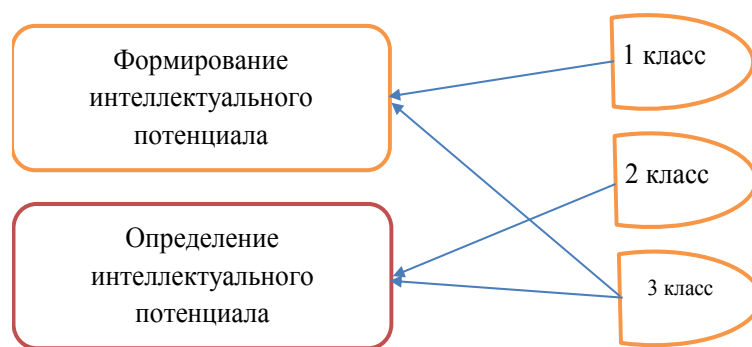 Формирование
интеллектуального
потенциала
1 класс
2 класс
Определение
интеллектуального
потенциала
3 класс